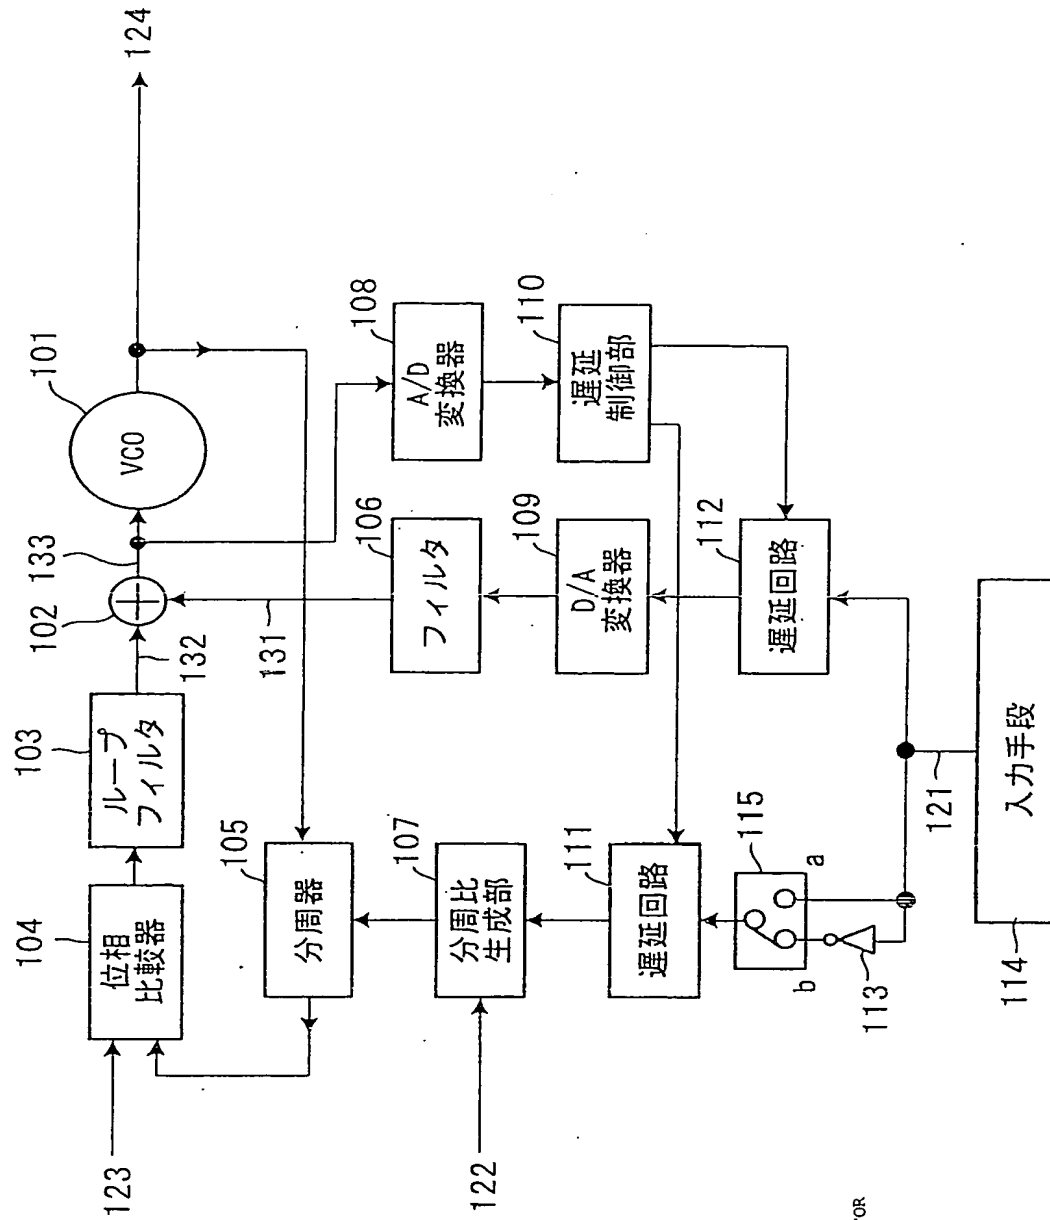 123
104
位相
比較器
103
ループ
フィルタ
132
102
133
101
VCO
124
105
分周器
131
122
107
分周比
生成部
106
フィルタ
108
A/D
変換器
111
遅延回路
109
D/A
変換器
110
遅延
制御部
115
a
b
113
112
遅延回路
121
114
入力手段
TOR